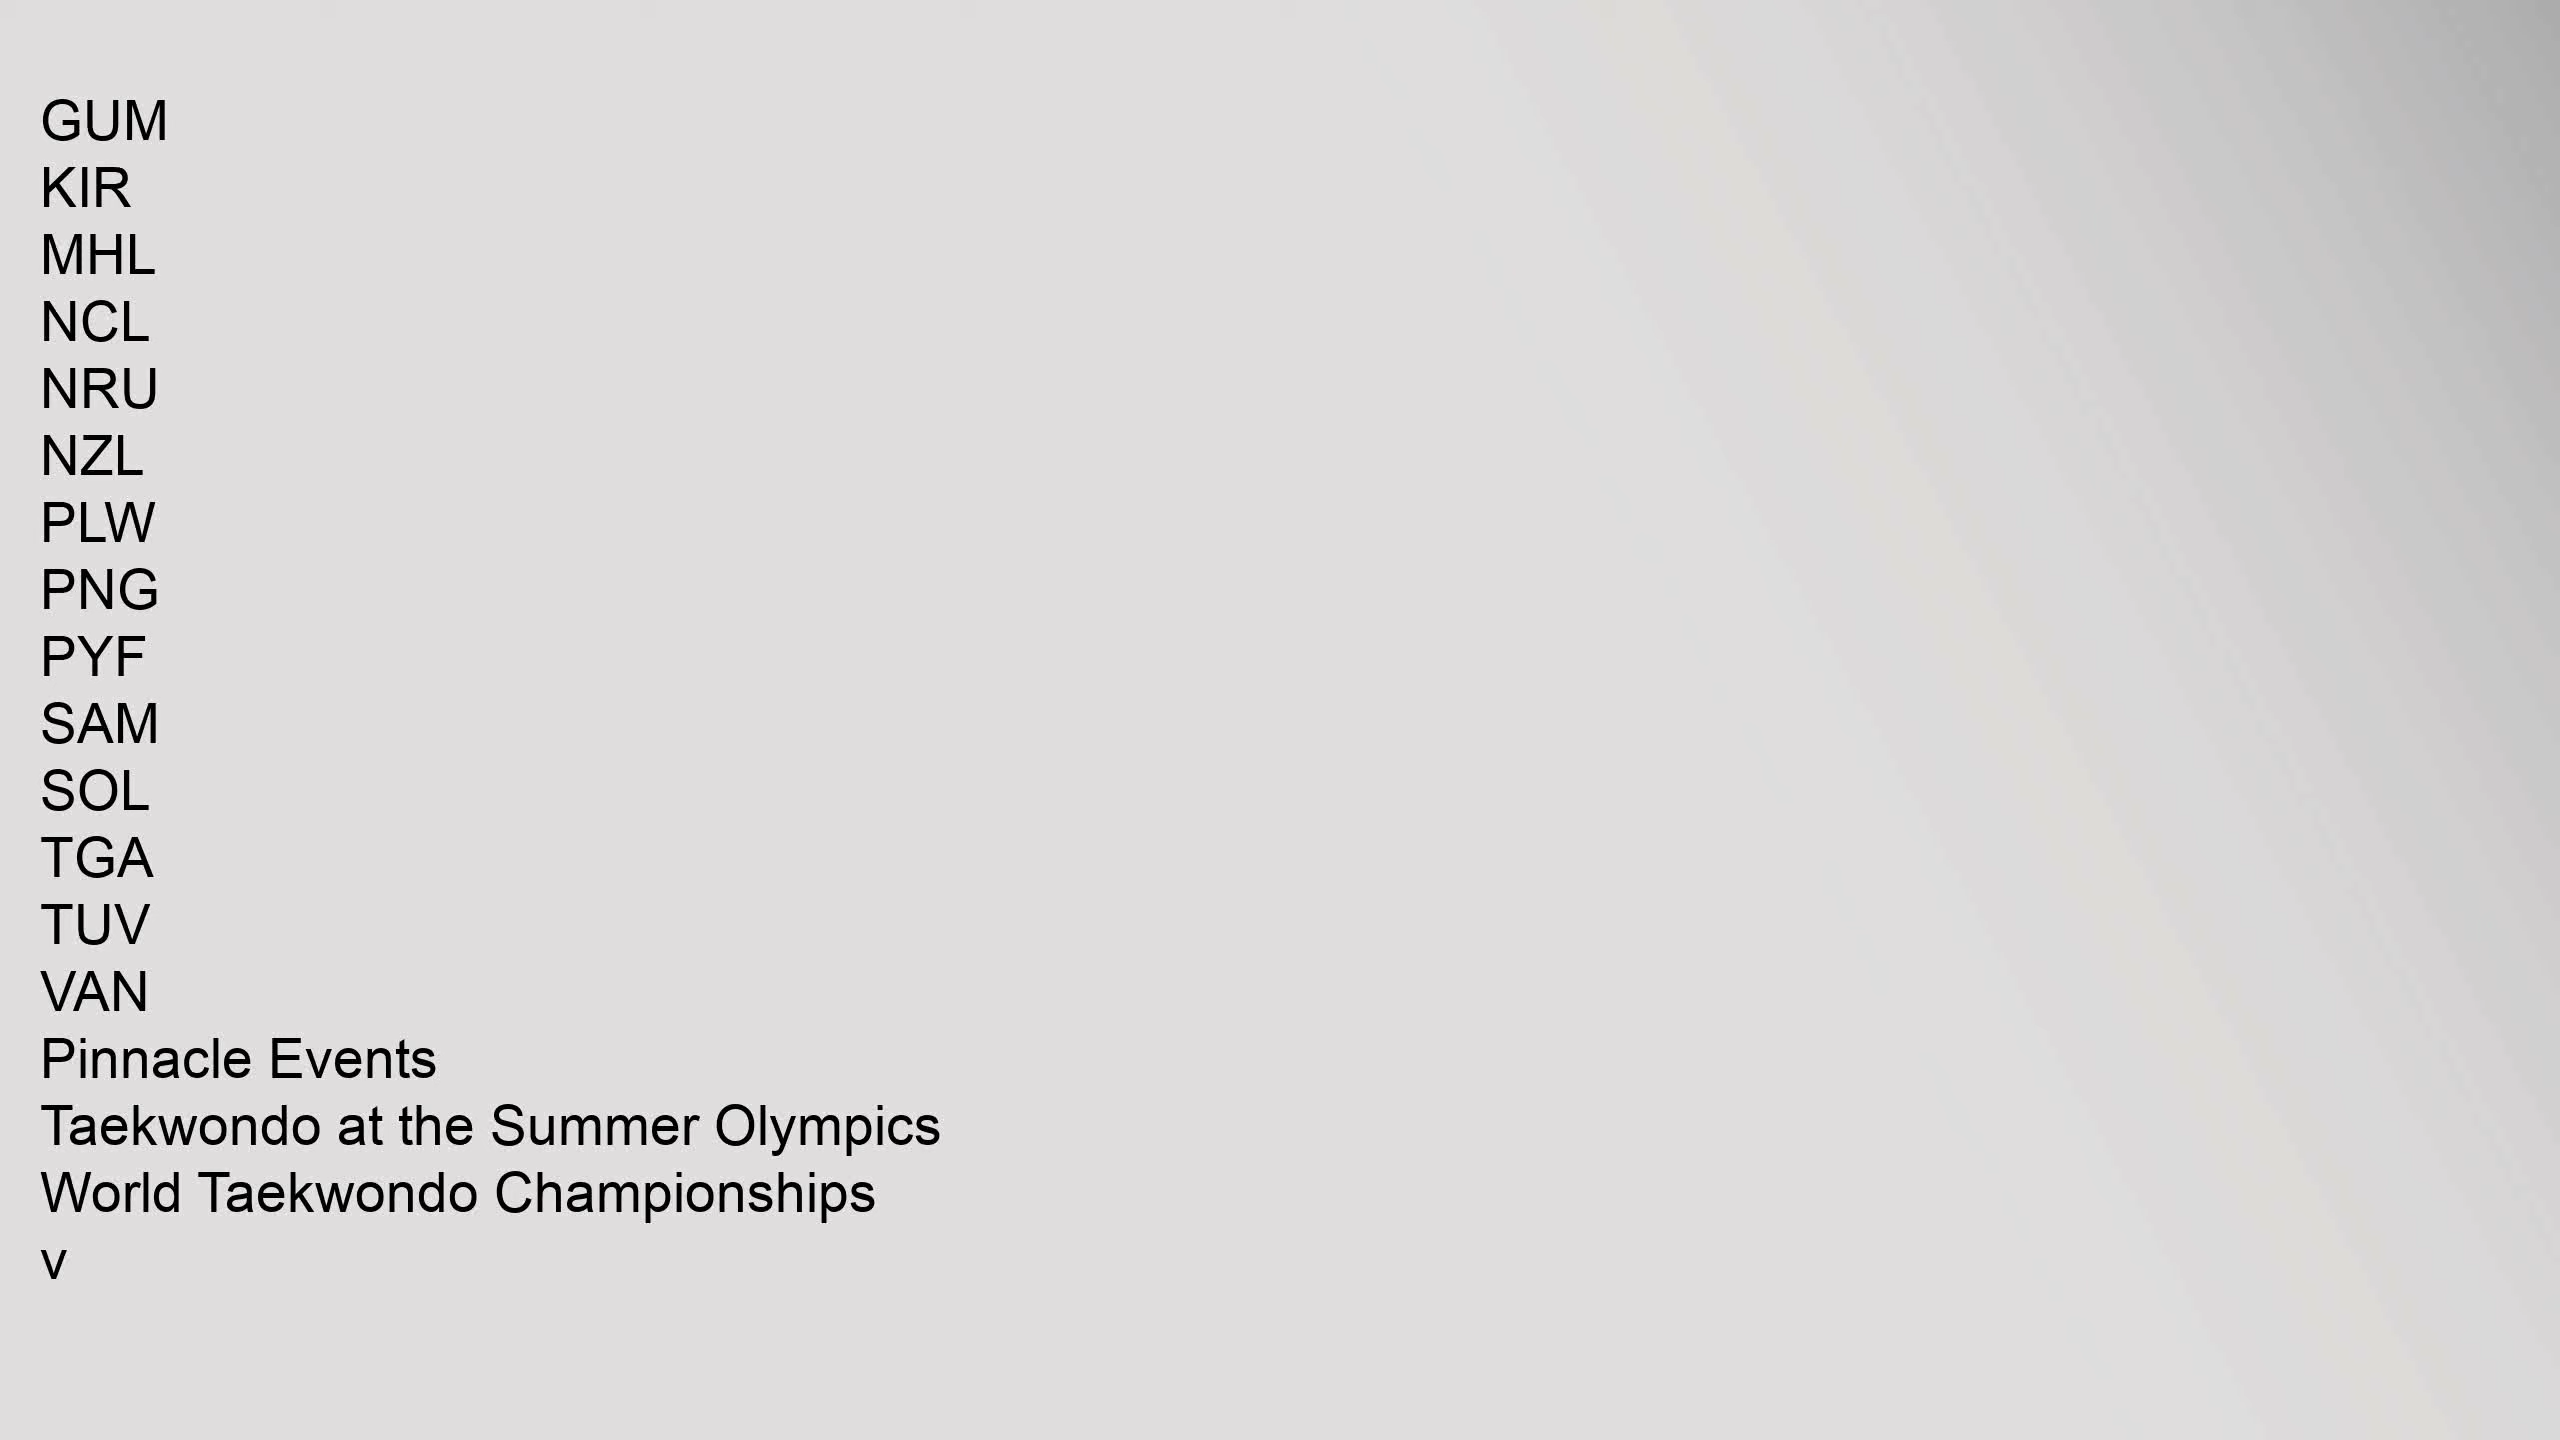 GUM
KIR
MHL
NCL
NRU
NZL
PLW
PNG
PYF
SAM
SOL
TGA
TUV
VAN
Pinnacle Events
Taekwondo at the Summer Olympics
World Taekwondo Championships
v